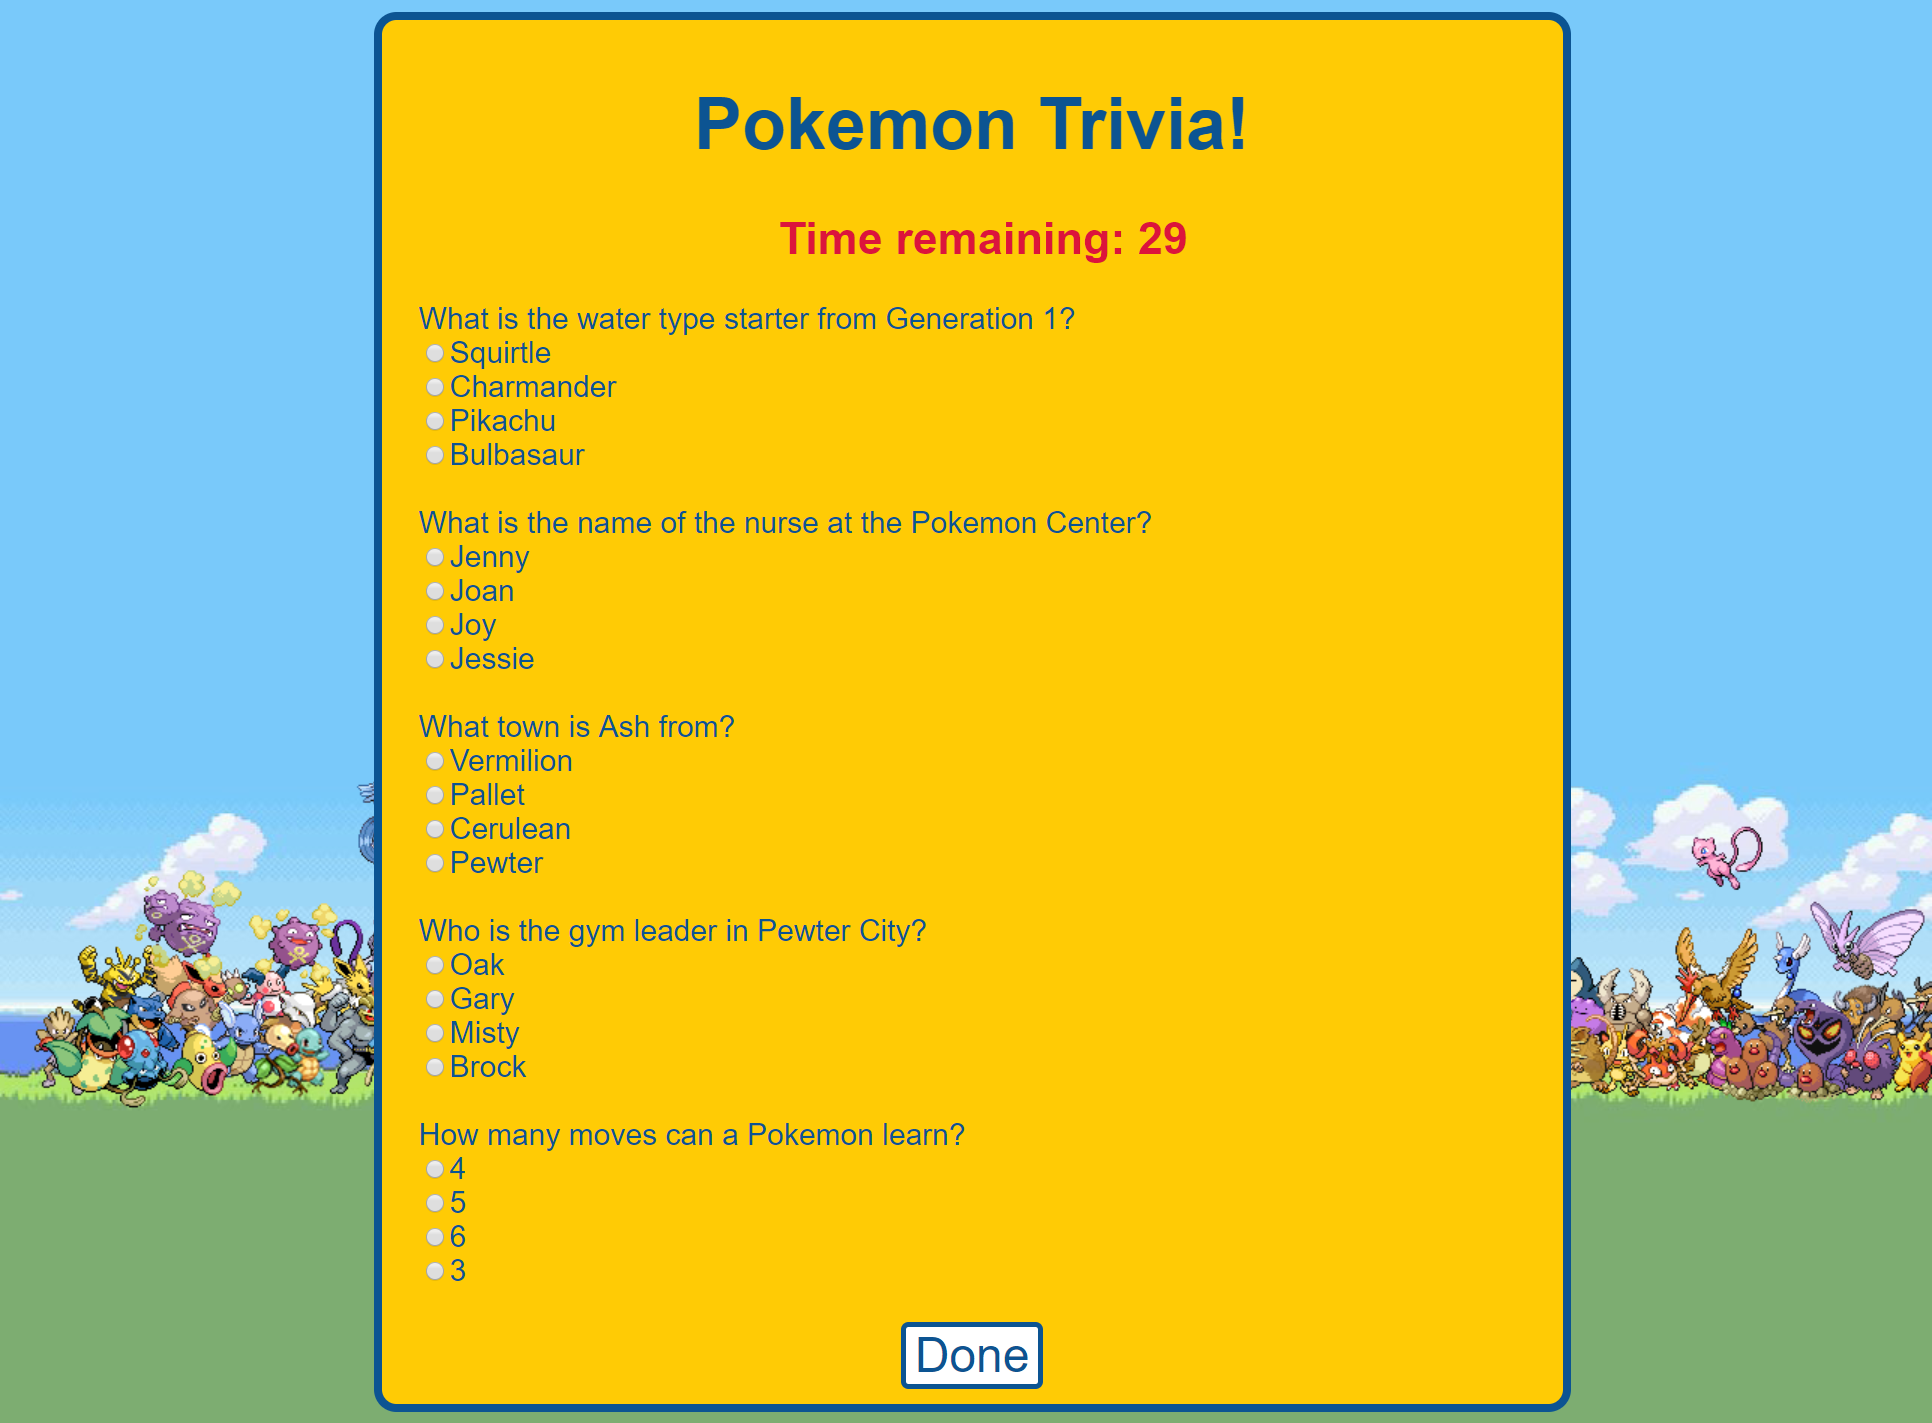 Pokemon Trivia!
Time remaining: 29
What is the water type starter from Generation 1?
Squirtle
Charmander
Pikachu
Bulbasaur
What is the name of the nurse at the Pokemon Center?
Jenny
Joan
Joy
Jessie
What town is Ash from?
Vermilion
Pallet
Cerulean
Pewter
Who is the gym leader in Pewter City?
Oak
Gary
Misty
Brock
How many moves can a Pokemon learn?
4
5
6
3
Done